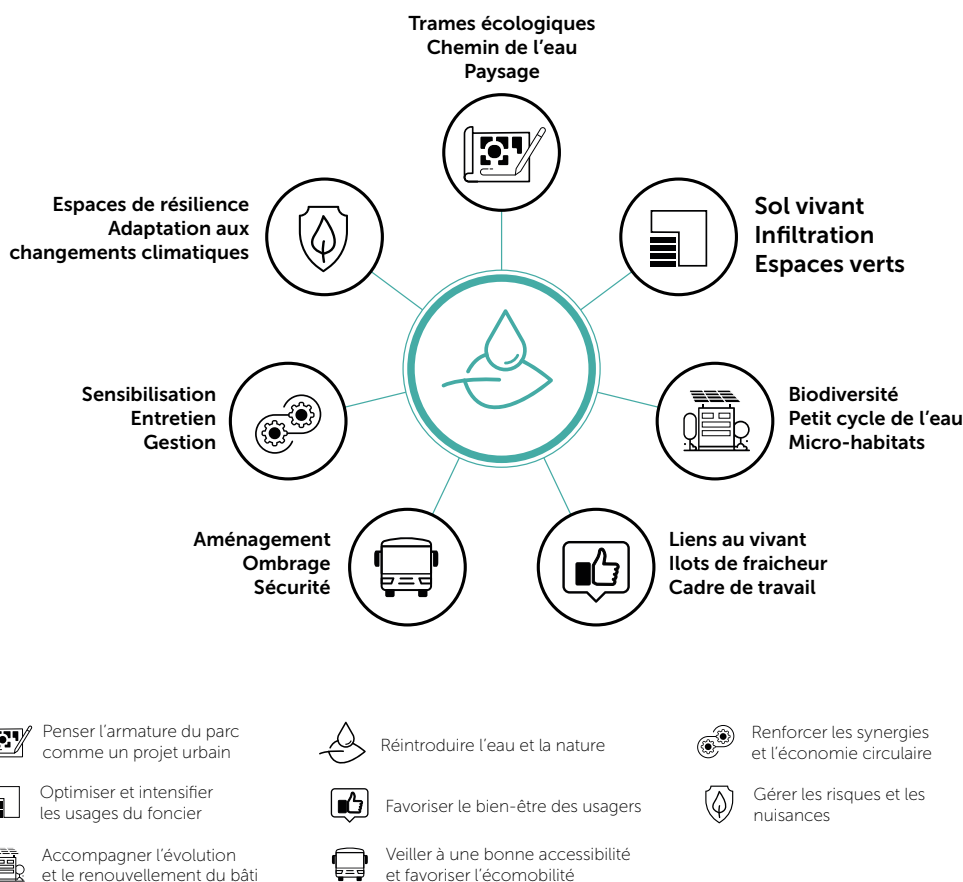 Trames écologiques
Chemin de l'eau
Paysage
Espaces de résilience
Adaptation aux
changements climatiques
Sol vivant
Infiltration
Espaces verts
Sensibilisation
Entretien
Gestion
Biodiversité
Petit cycle de l'eau
Micro-habitats
Aménagement
Ombrage
Sécurité
Liens au vivant
Ilots de fraicheur
Cadre de travail
Penser l'armature du parc
comme un projet urbain
Réintroduire l'eau et la nature
Renforcer les synergies
et l'économie circulaire
Optimiser et intensifier
les usages du foncier
Favoriser le bien-être des usagers
Gérer les risques et les
nuisances
Accompagner l'évolution
et le renouvellement du bâti
Veiller à une bonne accessibilité
et favoriser l'écomobilité